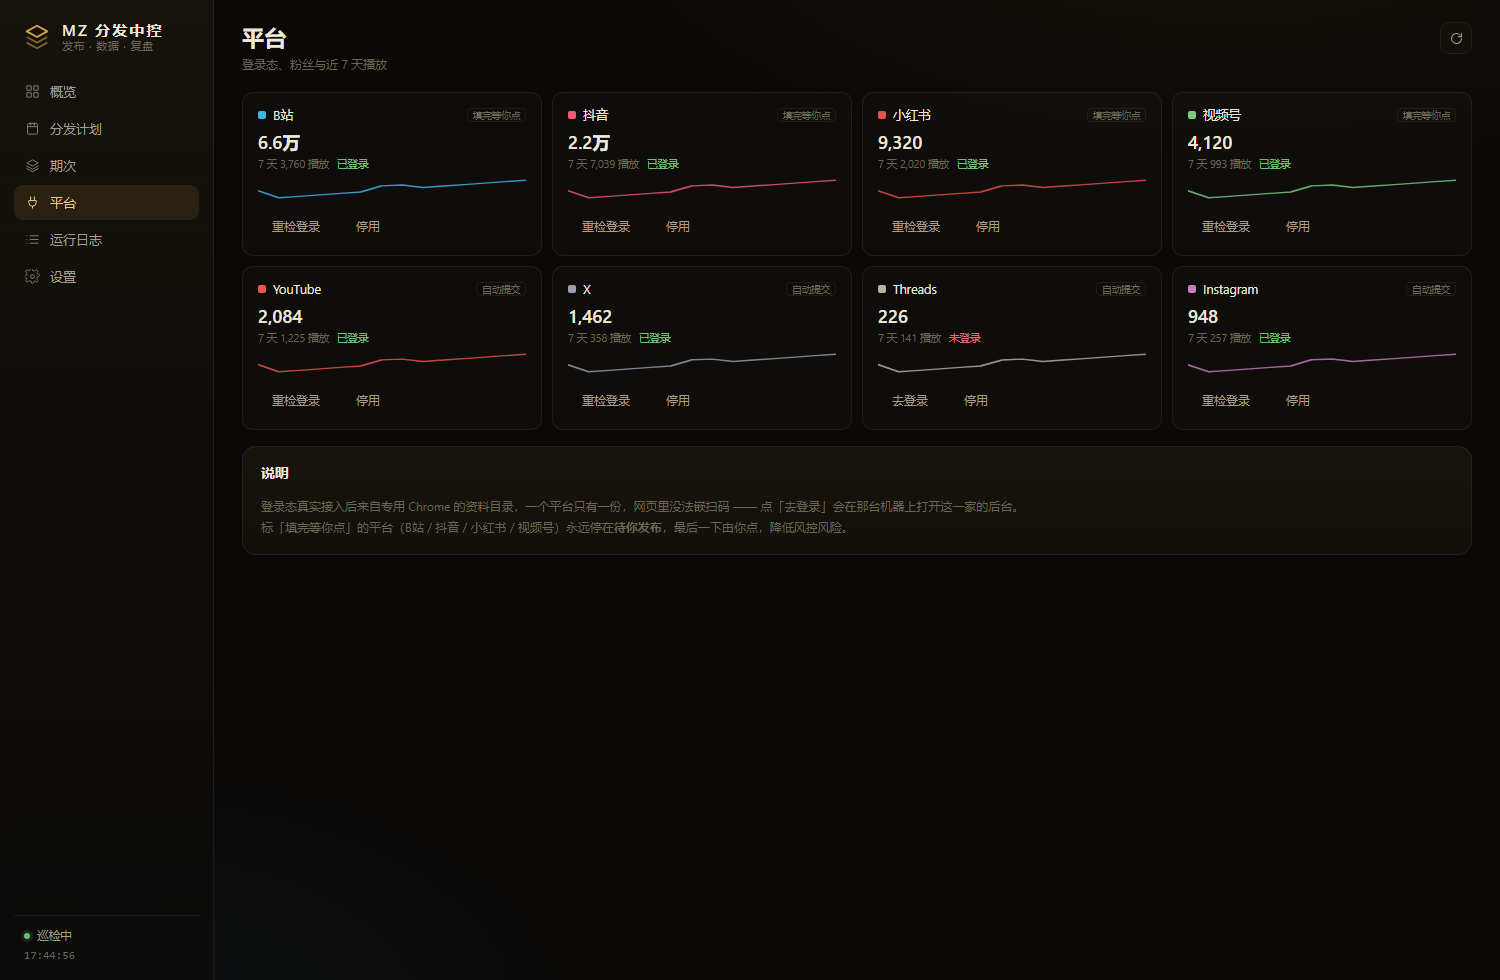 MZ 分发中控
发布 · 数据 · 复盘
概览
分发计划
期次
平台
运行日志
设置
巡检中
17:44:56
平台
登录态、粉丝与近 7 天播放
B站
填完等你点
6.6万
7 天 3,760 播放 已登录
重检登录 停用
抖音
填完等你点
2.2万
7 天 7,039 播放 已登录
重检登录 停用
小红书
填完等你点
9,320
7 天 2,020 播放 已登录
重检登录 停用
视频号
填完等你点
4,120
7 天 993 播放 已登录
重检登录 停用
YouTube
自动提交
2,084
7 天 1,225 播放 已登录
重检登录 停用
X
自动提交
1,462
7 天 358 播放 已登录
重检登录 停用
Threads
自动提交
226
7 天 141 播放 未登录
去登录 停用
Instagram
自动提交
948
7 天 257 播放 已登录
重检登录 停用
说明
登录态真实接入后来自专用 Chrome 的资料目录，一个平台只有一份，网页里没法嵌扫码 —— 点「去登录」会在那台机器上打开这一家的后台。
标「填完等你点」的平台（B站 / 抖音 / 小红书 / 视频号）永远停在待你发布，最后一下由你点，降低风控风险。